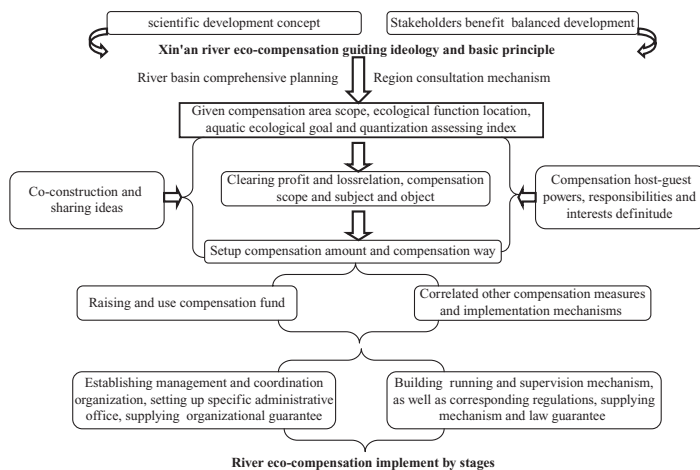 scientific development concept
Stakeholders benefit balanced development
Xin'an river eco-compensation guiding ideology and basic principle
River basin comprehensive planning
Region consultation mechanism
Given compensation area scope, ecological function location,
aquatic ecological goal and quantization assessing index
Co-construction and
sharing ideas
Clearing profit and lossrelation, compensation
scope and subject and object
Compensation host-guest
powers, responsibilities and
interests definitude
Setup compensation amount and compensation way
Raising and use compensation fund
Correlated other compensation measures
and implementation mechanisms
Establishing management and coordination
organization, setting up specific administrative
office, supplying organizational guarantee
Building running and supervision mechanism,
as well as corresponding regulations, supplying
mechanism and law guarantee
River eco-compensation implement by stages